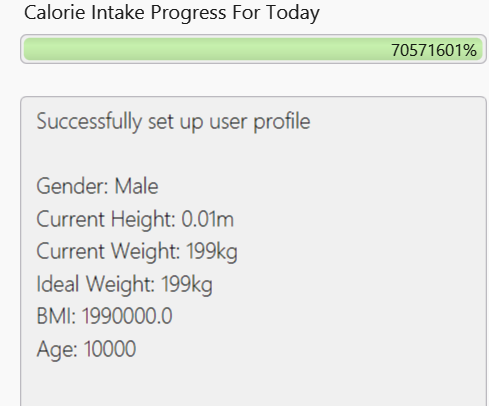 Calorie Intake Progress For Today
70571601%
Successfully set up user profile
Gender: Male
Current Height: 0.01m
Current Weight: 199kg
Ideal Weight: 199kg
BMI: 1990000.0
Age: 10000